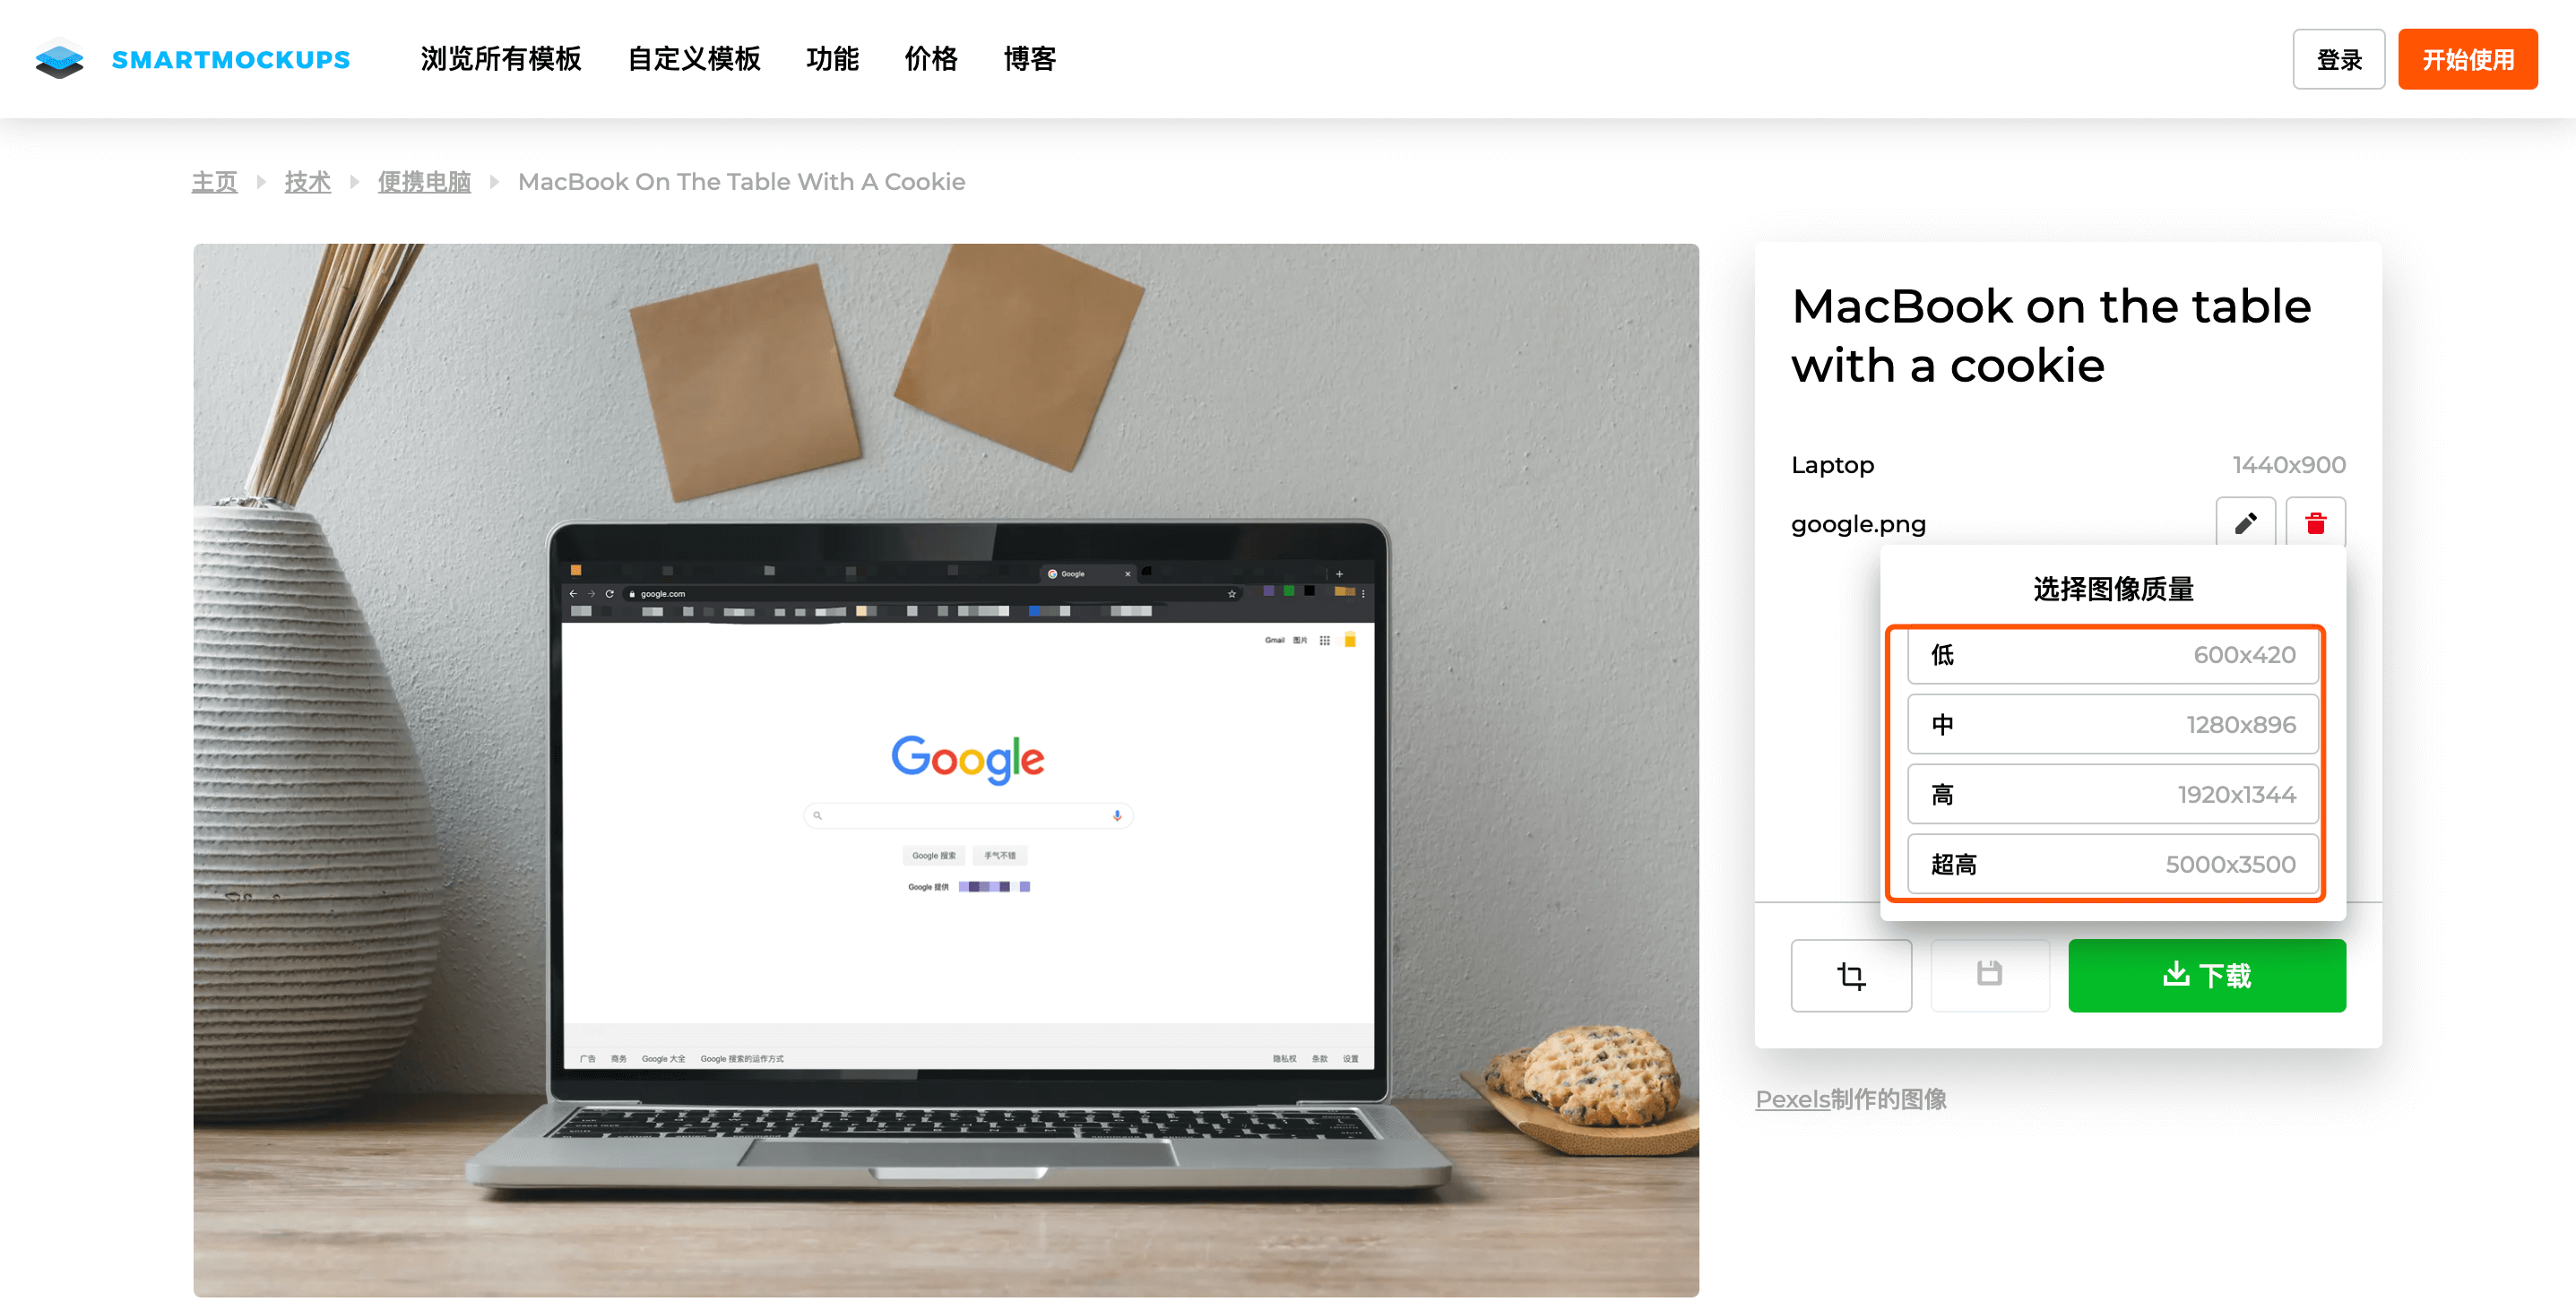 SMARTMOCKUPS 浏览所有模板 自定义模板 功能 价格 博客 登录 开始使用
主页 技术 便携电脑 MacBook On The Table With A Cookie
MacBook on the table
with a cookie
Laptop 1440x900
google.png
选择图像质量
低 600x420
中 1280x896
高 1920x1344
超高 5000x3500
下载
Pexels制作的图像
Google
google.com
Gmail 图片
Google
Google 搜索 手气不错
Google 提供
广告 商务 Google 大全 Google 搜索的运作方式 隐私权 条款 设置